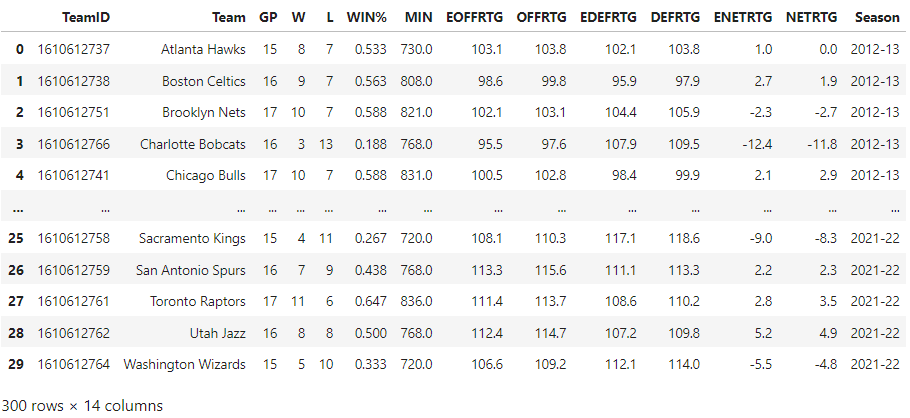 TeamID Team GP W L WIN% MIN EOFFRTG OFFRTG EDEFRTG DEFRTG ENETRTG NETRTG Season
0 1610612737 Atlanta Hawks 15 8 7 0.533 730.0 103.1 103.8 102.1 103.8 1.0 0.0 2012-13
1 1610612738 Boston Celtics 16 9 7 0.563 808.0 98.6 99.8 95.9 97.9 2.7 1.9 2012-13
2 1610612751 Brooklyn Nets 17 10 7 0.588 821.0 102.1 103.1 104.4 105.9 -2.3 -2.7 2012-13
3 1610612766 Charlotte Bobcats 16 3 13 0.188 768.0 95.5 97.6 107.9 109.5 -12.4 -11.8 2012-13
4 1610612741 Chicago Bulls 17 10 7 0.588 831.0 100.5 102.8 98.4 99.9 2.1 2.9 2012-13
... ... ... ... ... ... ... ... ... ... ... ... ... ... ...
25 1610612758 Sacramento Kings 15 4 11 0.267 720.0 108.1 110.3 117.1 118.6 -9.0 -8.3 2021-22
26 1610612759 San Antonio Spurs 16 7 9 0.438 768.0 113.3 115.6 111.1 113.3 2.2 2.3 2021-22
27 1610612761 Toronto Raptors 17 11 6 0.647 836.0 111.4 113.7 108.6 110.2 2.8 3.5 2021-22
28 1610612762 Utah Jazz 16 8 8 0.500 768.0 112.4 114.7 107.2 109.8 5.2 4.9 2021-22
29 1610612764 Washington Wizards 15 5 10 0.333 720.0 106.6 109.2 112.1 114.0 -5.5 -4.8 2021-22
300 rows × 14 columns